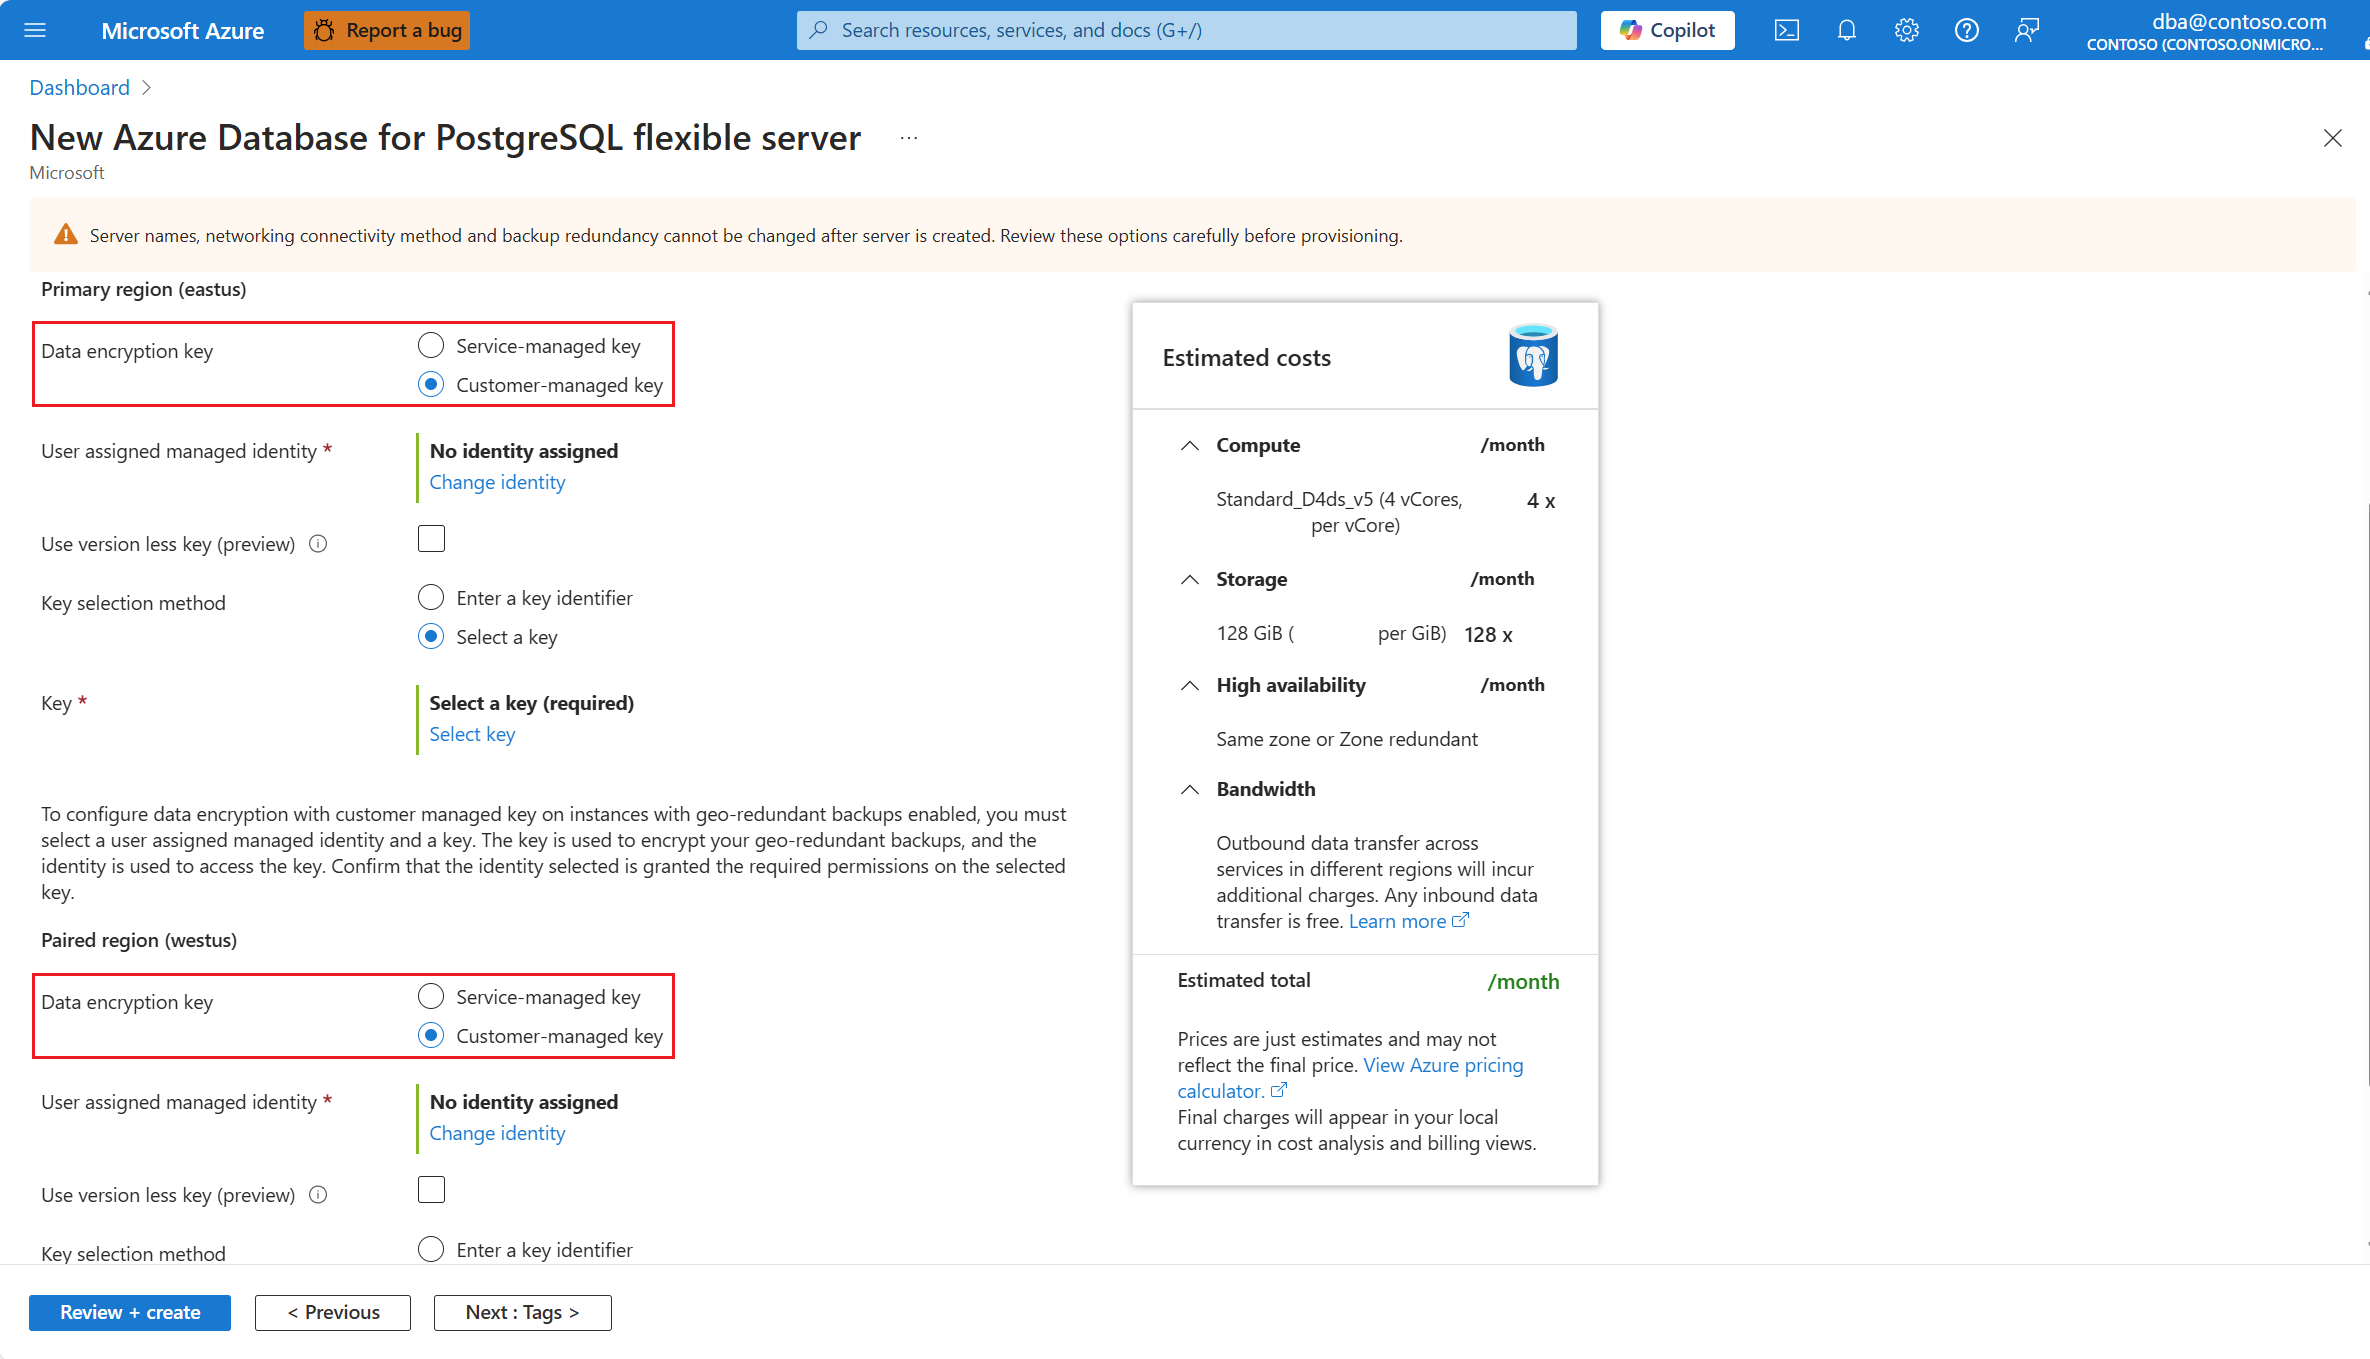 Microsoft Azure
Report a bug
Search resources, services, and docs (G+/)
Copilot
dba@contoso.com
CONTOSO (CONTOSO.ONMICRO...
Dashboard
New Azure Database for PostgreSQL flexible server
...
Microsoft
Server names, networking connectivity method and backup redundancy cannot be changed after server is created. Review these options carefully before provisioning.
Primary region (eastus)
Data encryption key
Service-managed key
Customer-managed key
User assigned managed identity *
No identity assigned
Change identity
Use version less key (preview)
Key selection method
Enter a key identifier
Select a key
Key *
Select a key (required)
Select key
To configure data encryption with customer managed key on instances with geo-redundant backups enabled, you must
select a user assigned managed identity and a key. The key is used to encrypt your geo-redundant backups, and the
identity is used to access the key. Confirm that the identity selected is granted the required permissions on the selected
key.
Paired region (westus)
Data encryption key
Service-managed key
Customer-managed key
User assigned managed identity *
No identity assigned
Change identity
Use version less key (preview)
Key selection method
Enter a key identifier
Estimated costs
Compute /month
Standard_D4ds_v5 (4 vCores, 4 x
per vCore)
Storage /month
128 GiB ( per GiB) 128 x
High availability /month
Same zone or Zone redundant
Bandwidth
Outbound data transfer across
services in different regions will incur
additional charges. Any inbound data
transfer is free. Learn more
Estimated total /month
Prices are just estimates and may not
reflect the final price. View Azure pricing
calculator.
Final charges will appear in your local
currency in cost analysis and billing views.
Review + create
< Previous
Next : Tags >